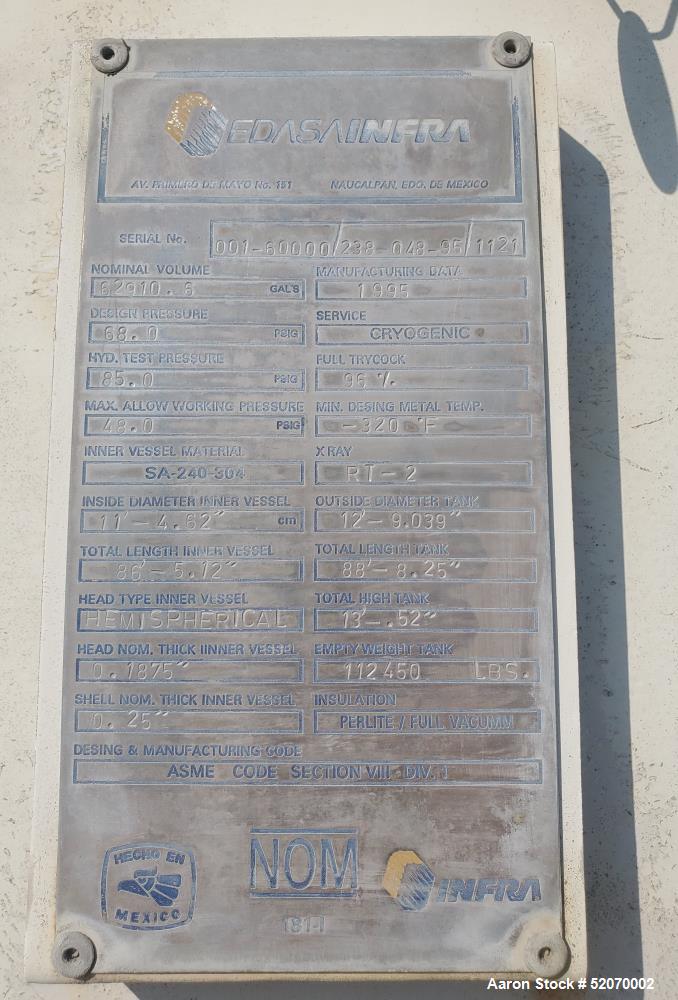 EDASAINFRA
AV. PRIMERO DE MAYO No. 151 NAUCALPAN, EDO. DE MEXICO
SERIAL No. 001-60000/238-048-95/1121
NOMINAL VOLUME MANUFACTURING DATA
62910.6 GAL'S 1995
DESIGN PRESSURE SERVICE
68.0 PSIG CRYOGENIC
HYD. TEST PRESSURE FULL TRYCOCK
85.0 PSIG 96 %
MAX. ALLOW WORKING PRESSURE MIN. DESING METAL TEMP.
48.0 PSIG -320 °F
INNER VESSEL MATERIAL X RAY
SA-240-304 RT-2
INSIDE DIAMETER INNER VESSEL OUTSIDE DIAMETER TANK
11'-4.62" cm 12'-9.039"
TOTAL LENGTH INNER VESSEL TOTAL LENGTH TANK
86'-5.12" 88'-8.25"
HEAD TYPE INNER VESSEL TOTAL HIGH TANK
HEMISPHERICAL 13'-.52"
HEAD NOM. THICK IINNER VESSEL EMPTY WEIGHT TANK
0.1875" 112 450 LBS.
SHELL NOM. THICK INNER VESSEL INSULATION
0.25" PERLITE / FULL VACUMM
DESING & MANUFACTURING CODE
ASME CODE SECTION VIII DIV. 1
HECHO EN
MEXICO
NOM
INFRA
181-I
Aaron Stock # 52070002